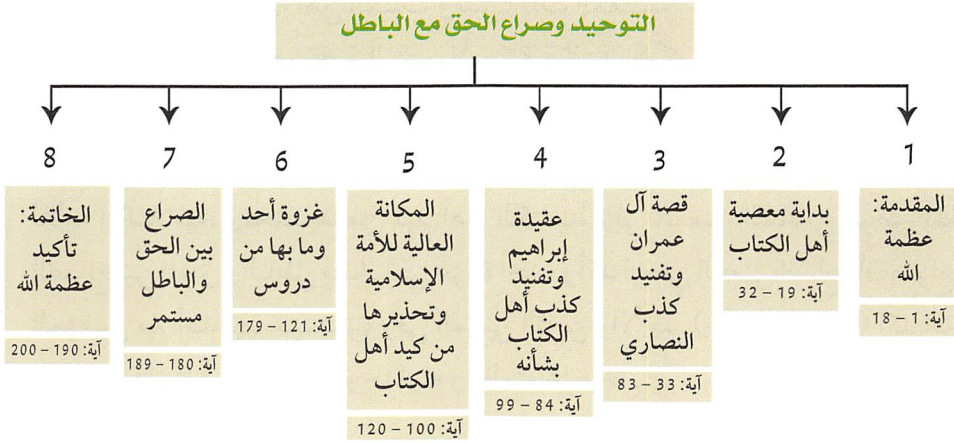 التوحيد وصراع الحق مع الباطل
1
المقدمة:
عظمة
الله
آية: 1 – 18
2
بداية معصية
أهل الكتاب
آية: 19 – 32
3
قصة آل
عمران
وتفنيد
كذب
النصاري
آية: 33 – 83
4
عقيدة
إبراهيم
وتفنيد
كذب أهل
الكتاب
بشأنه
آية: 84 – 99
5
المكانة
العالية للأمة
الإسلامية
وتحذيرها
من كيد أهل
الكتاب
آية: 100 – 120
6
غزوة أحد
وما بها من
دروس
آية: 121 – 179
7
الصراع
بين الحق
والباطل
مستمر
آية: 180 – 189
8
الخاتمة:
تأكيد
عظمة الله
آية: 190 – 200